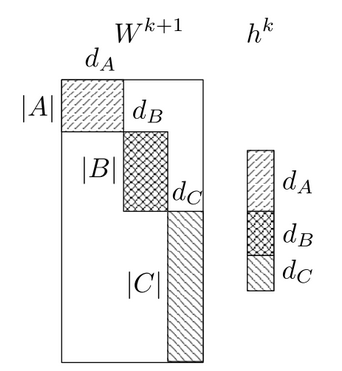 W^{k+1} h^k
d_A
|A| d_B
|B| d_A
d_C
d_B
|C| d_C